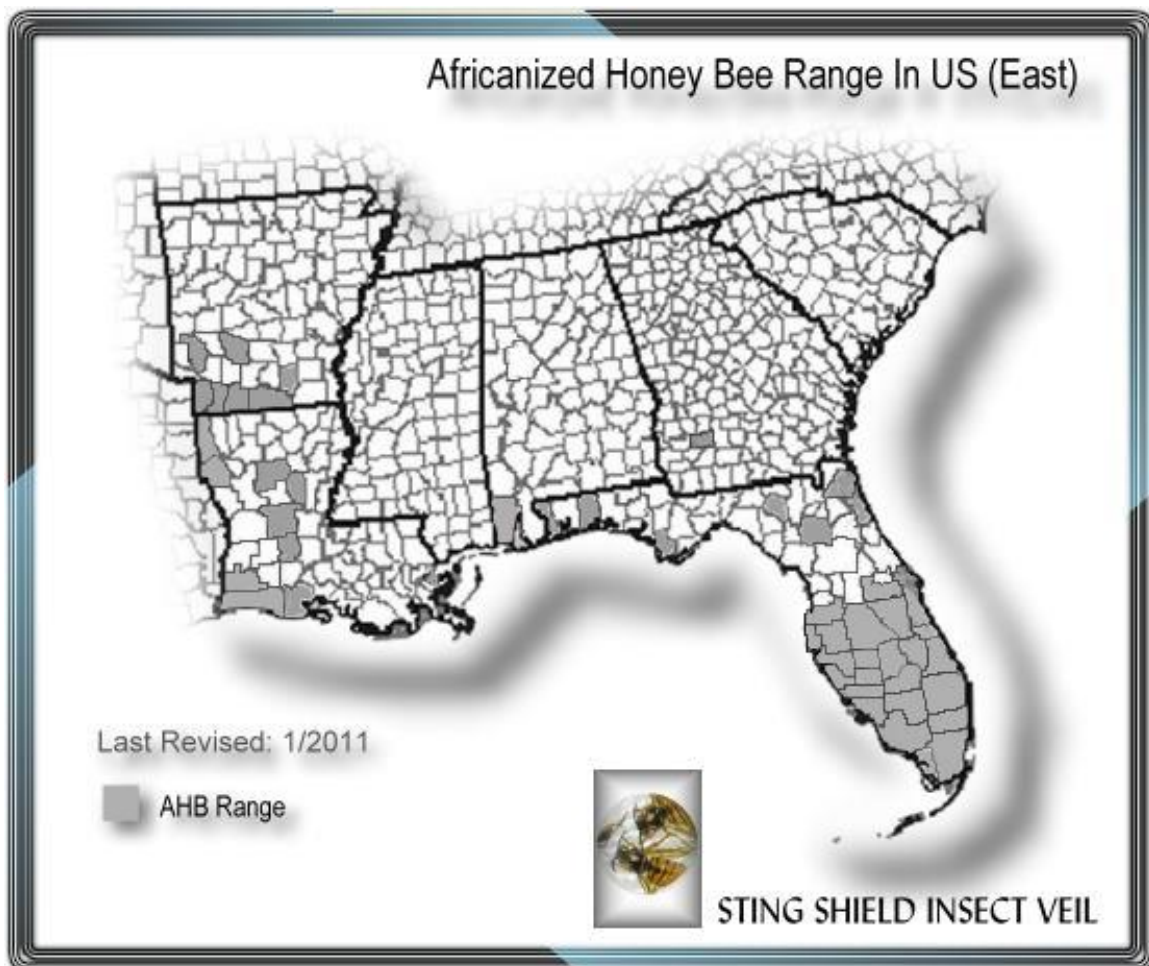 Africanized Honey Bee Range In US (East)
Last Revised: 1/2011
AHB Range
STING SHIELD INSECT VEIL